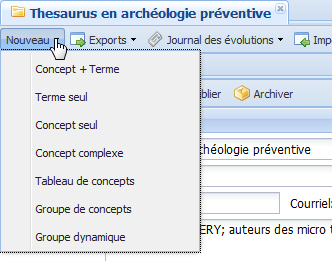 Thesaurus en archéologie préventive
Nouveau Exports Journal des évolutions Imp
Concept + Terme
Terme seul
blier Archiver
Concept seul
Concept complexe
chéologie préventive
Tableau de concepts
Groupe de concepts
Courriel:
Groupe dynamique
ERY; auteurs des micro t